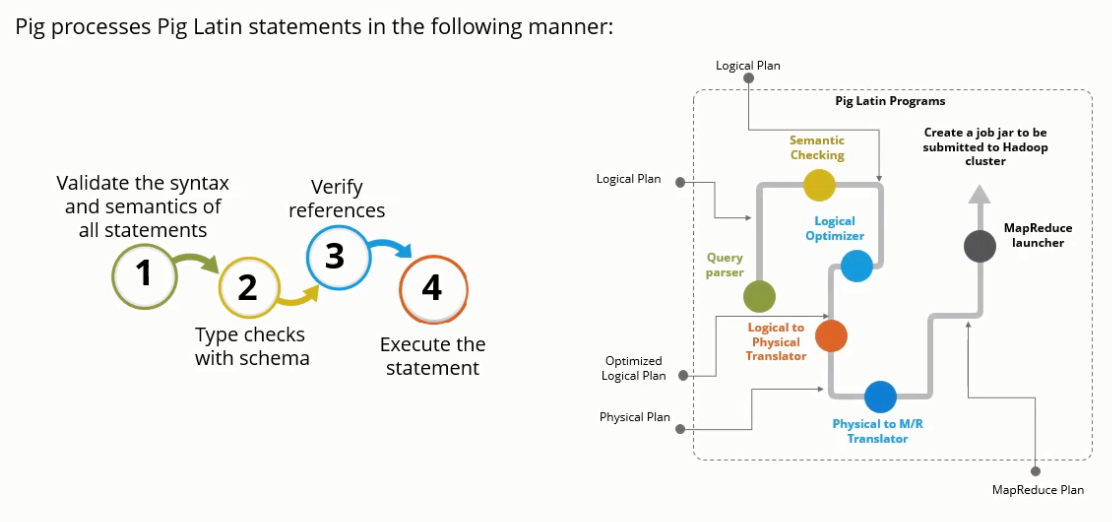 Pig processes Pig Latin statements in the following manner:
Validate the syntax
and semantics of
all statements
1
2
Type checks
with schema
Verify
references
3
4
Execute the
statement
Logical Plan
Pig Latin Programs
Semantic
Checking
Create a job jar to be
submitted to Hadoop
cluster
Logical Plan
Logical
Optimizer
MapReduce
launcher
Query
parser
Logical to
Physical
Translator
Optimized
Logical Plan
Physical Plan
Physical to M/R
Translator
MapReduce Plan